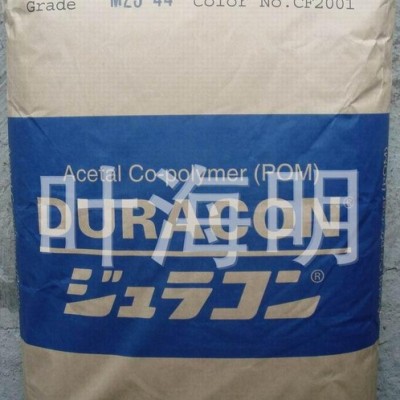 Grade M25-44 Color No.CF2001
Acetal Co-polymer (POM)
DURACON®
ジュラコン®
叶海明